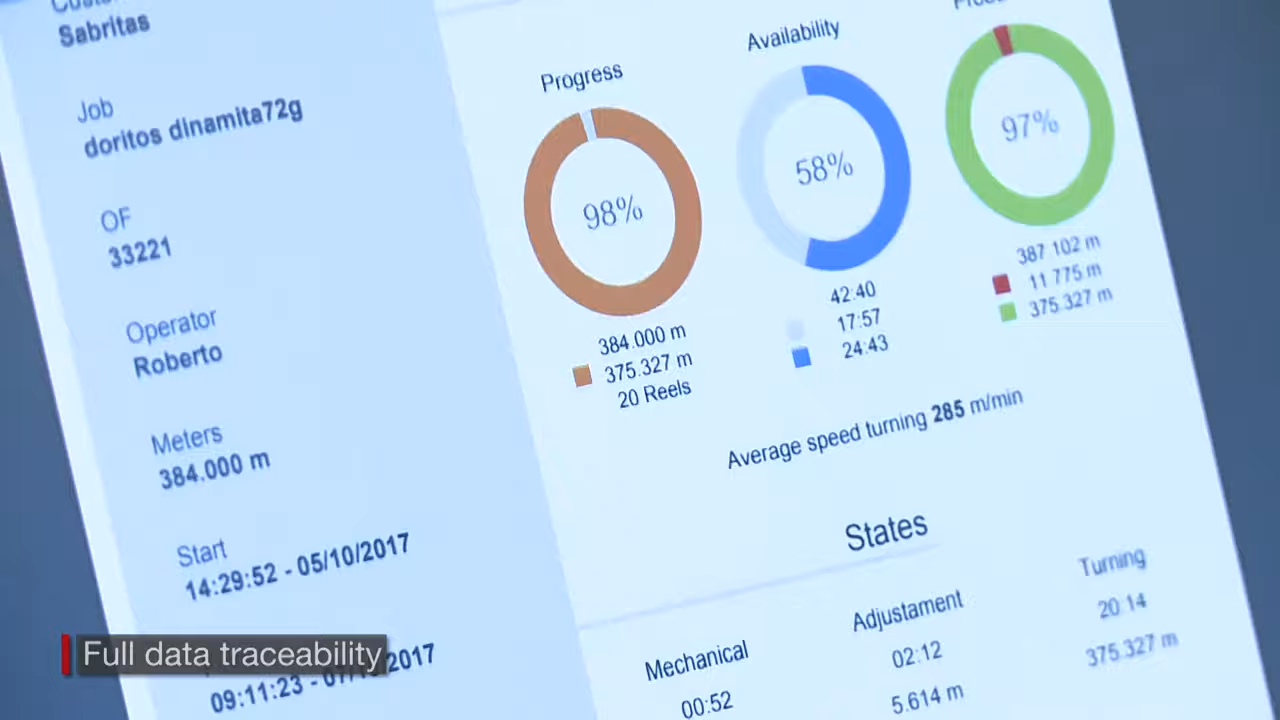 Sabritas
Job
doritos dinamita72g
OF
33221
Operator
Roberto
Meters
384.000 m
Start
14:29:52 - 05/10/2017
09:11:23 -
Progress
98%
384.000 m
375.327 m
20 Reels
Availability
58%
42:40
17:57
24:43
97%
387 102 m
11 775 m
375.327 m
Average speed turning 285 m/min
States
Mechanical
00:52
Adjustament
02:12
5.614 m
Turning
20:14
375.327 m
Full data traceability